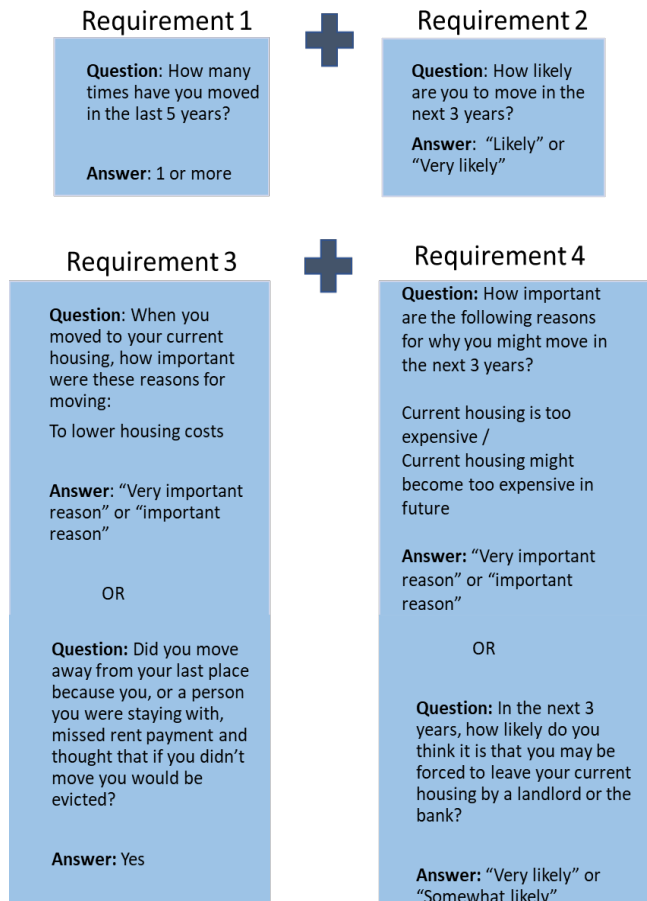 Requirement 1
Question: How many
times have you moved
in the last 5 years?
Answer: 1 or more
Requirement 2
Question: How likely
are you to move in the
next 3 years?
Answer: “Likely” or
“Very likely”
Requirement 3
Question: When you
moved to your current
housing, how important
were these reasons for
moving:
To lower housing costs
Answer: “Very important
reason” or “important
reason”
OR
Question: Did you move
away from your last place
because you, or a person
you were staying with,
missed rent payment and
thought that if you didn’t
move you would be
evicted?
Answer: Yes
Requirement 4
Question: How important
are the following reasons
for why you might move in
the next 3 years?
Current housing is too
expensive /
Current housing might
become too expensive in
future
Answer: “Very important
reason” or “important
reason”
OR
Question: In the next 3
years, how likely do you
think it is that you may be
forced to leave your current
housing by a landlord or the
bank?
Answer: “Very likely” or
“Somewhat likely”